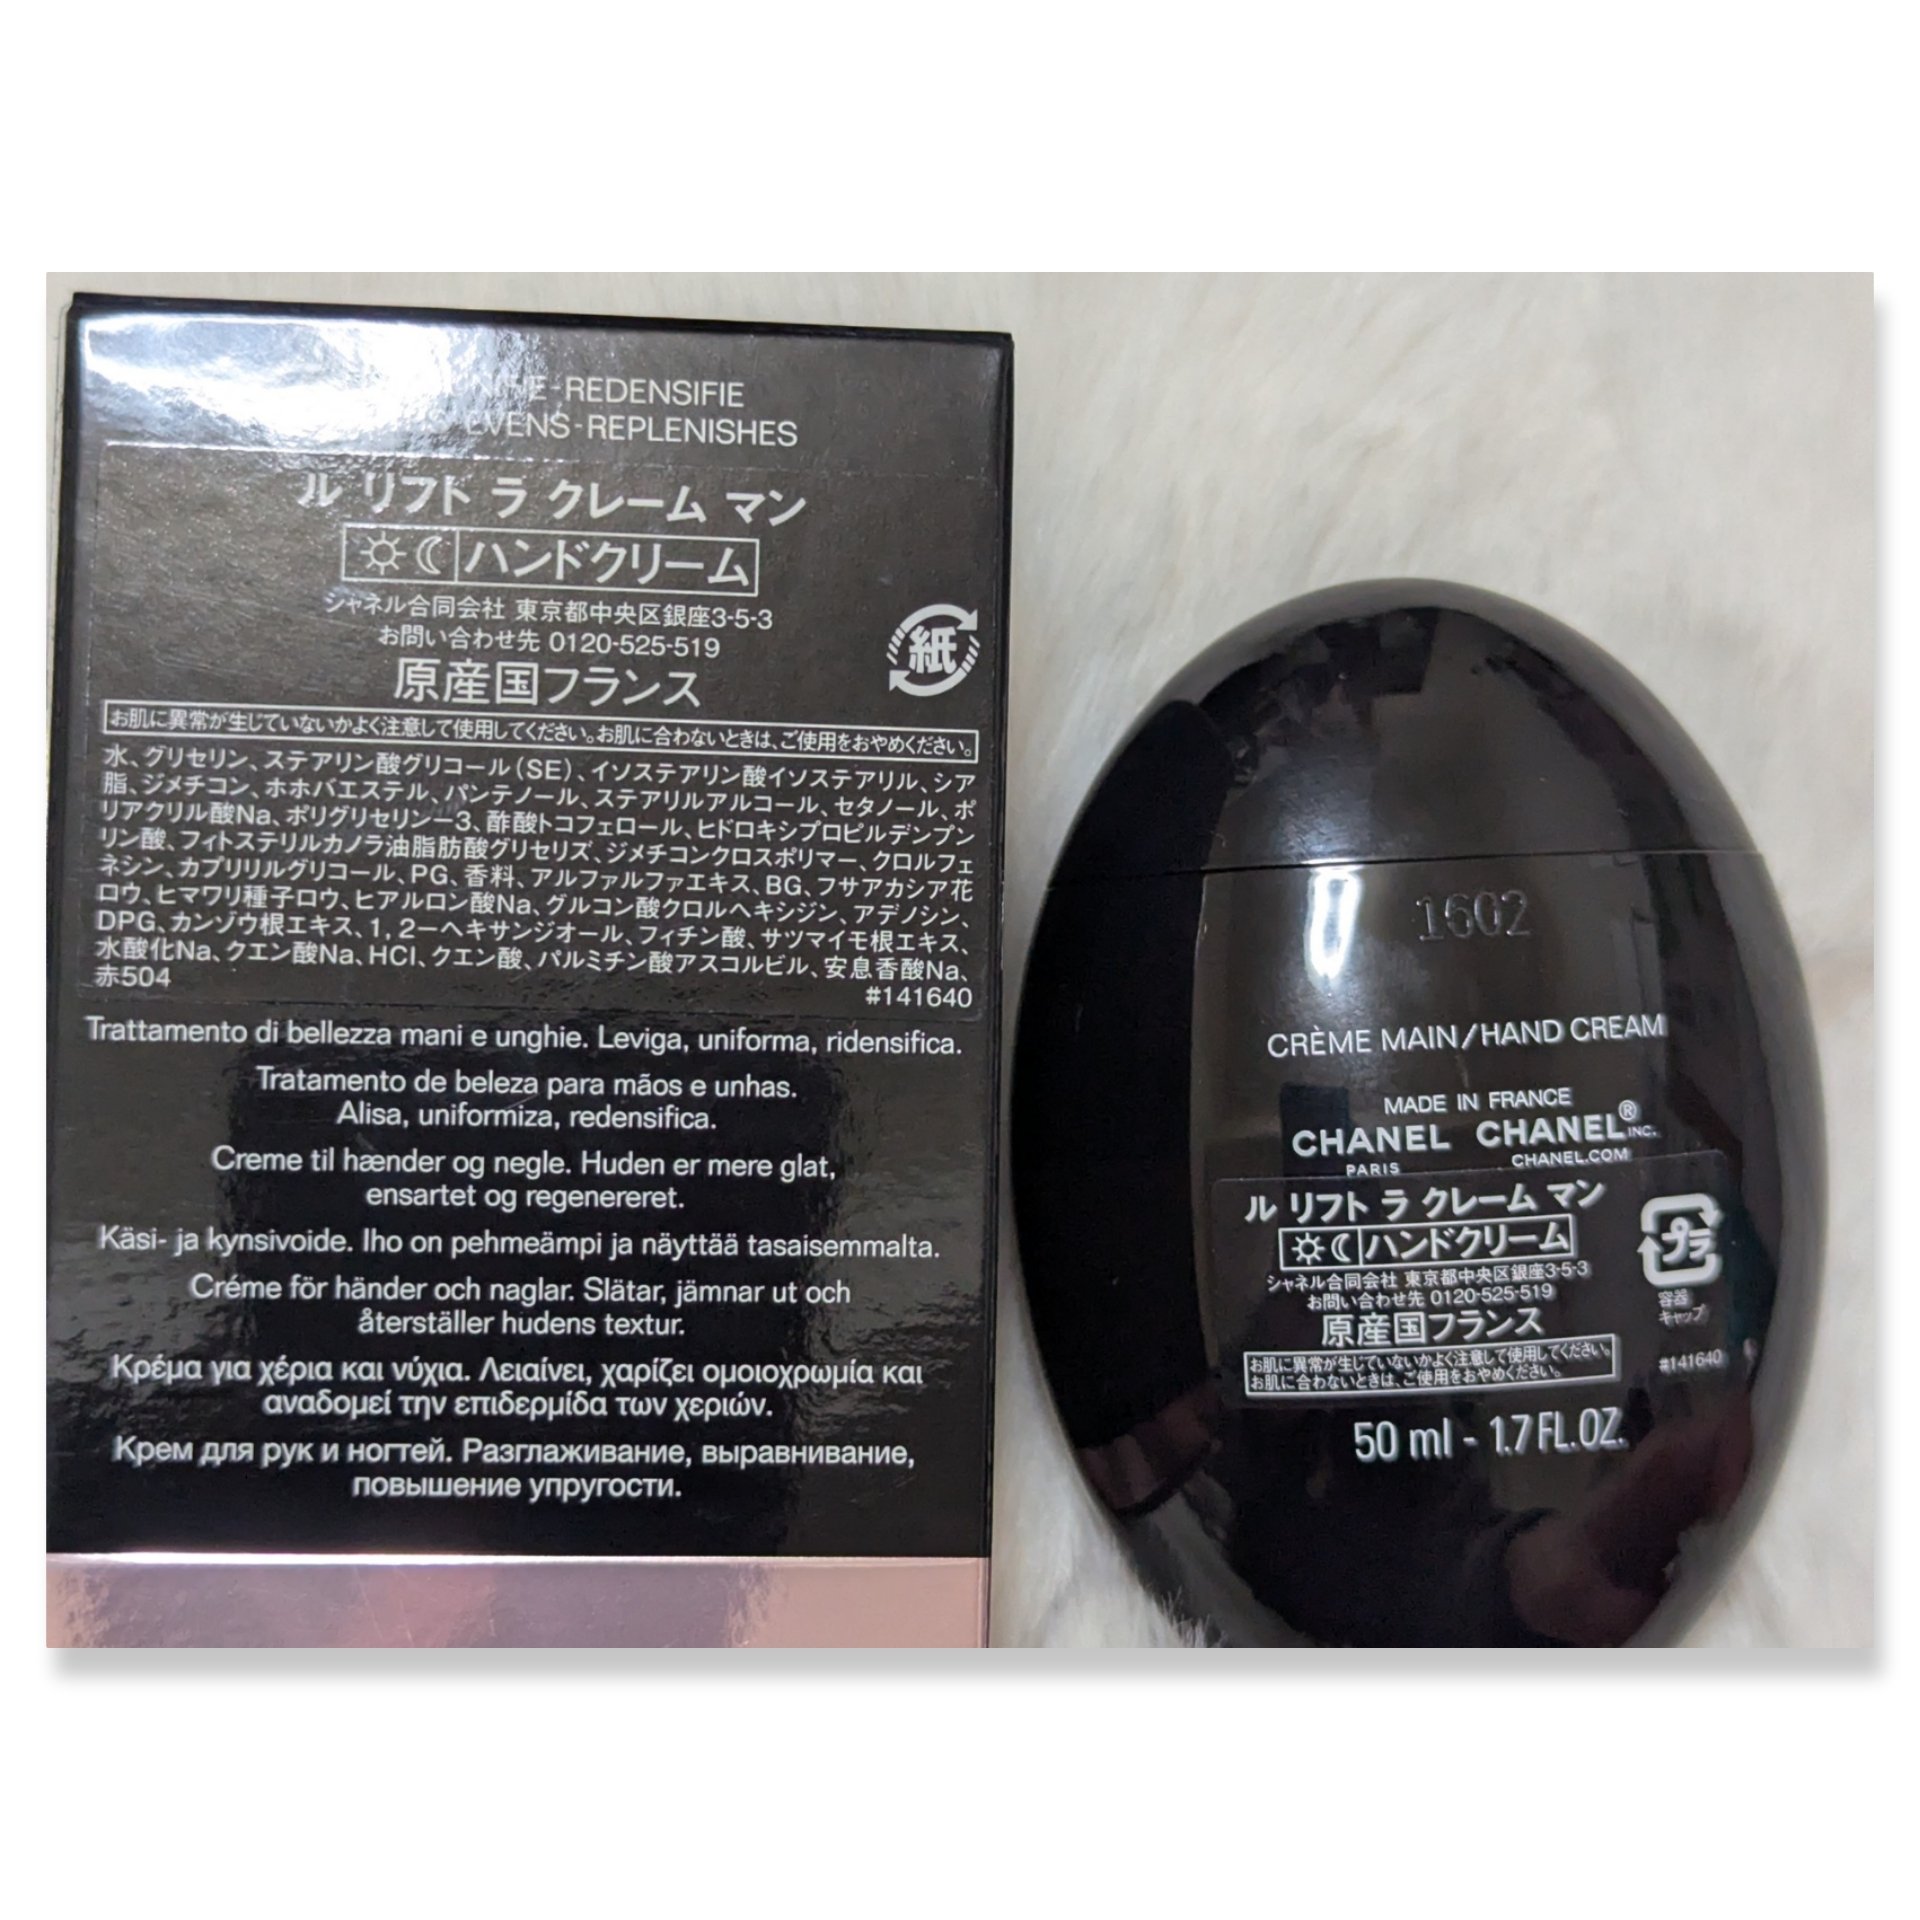 -REDENSIFIE
EVENS-REPLENISHES
ル リフト ラ クレーム マン
ハンドクリーム
シャネル合同会社 東京都中央区銀座3-5-3
お問い合わせ先 0120-525-519
原産国フランス
紙
お肌に異常が生じていないかよく注意して使用してください。お肌に合わないときは、ご使用をおやめください。
水、グリセリン、ステアリン酸グリコール(SE)、イソステアリン酸イソステアリル、シア
脂、ジメチコン、ホホバエステル、パンテノール、ステアリルアルコール、セタノール、ポ
リアクリル酸Na、ポリグリセリン-3、酢酸トコフェロール、ヒドロキシプロピルデンプン
リン酸、フィトステリルカノラ油脂肪酸グリセリズ、ジメチコンクロスポリマー、クロルフェ
ネシン、カプリリルグリコール、PG、香料、アルファルファエキス、BG、フサアカシア花
ロウ、ヒマワリ種子ロウ、ヒアルロン酸Na、グルコン酸クロルヘキシジン、アデノシン、
DPG、カンゾウ根エキス、1,2-ヘキサンジオール、フィチン酸、サツマイモ根エキス、
水酸化Na、クエン酸Na、HCl、クエン酸、パルミチン酸アスコルビル、安息香酸Na、
赤504
#141640
Trattamento di bellezza mani e unghie. Leviga, uniforma, ridensifica.
Tratamento de beleza para mãos e unhas.
Alisa, uniformiza, redensifica.
Creme til hænder og negle. Huden er mere glat,
ensartet og regenereret.
Käsi- ja kynsivoide. Iho on pehmeämpi ja näyttää tasaisemmalta.
Créme för händer och naglar. Slätar, jämnar ut och
återställer hudens textur.
Κρέμα για χέρια και νύχια. Λειαίνει, χαρίζει ομοιοχρωμία και
αναδομεί την επιδερμίδα των χεριών.
Крем для рук и ногтей. Разглаживание, выравнивание,
повышение упругости.
1602
CRÈME MAIN/HAND CREAM
MADE IN FRANCE
CHANEL CHANEL® INC.
PARIS CHANEL.COM
ル リフト ラ クレーム マン
ハンドクリーム
シャネル合同会社 東京都中央区銀座3-5-3
お問い合わせ先 0120-525-519
原産国フランス
お肌に異常が生じていないかよく注意して使用してください。
お肌に合わないときは、ご使用をおやめください。
プラ
容器
キャップ
#141640
50 ml - 1.7 FL. OZ.